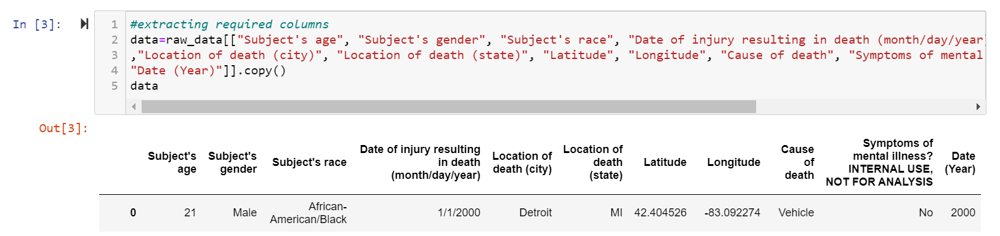 In [3]:
1 #extracting required columns
2 data=raw_data[["Subject's age", "Subject's gender", "Subject's race", "Date of injury resulting in death (month/day/year)
3 ,"Location of death (city)", "Location of death (state)", "Latitude", "Longitude", "Cause of death", "Symptoms of mental
4 "Date (Year)"]].copy()
5 data
Out[3]:
Subject's age Subject's gender Subject's race Date of injury resulting in death (month/day/year) Location of death (city) Location of death (state) Latitude Longitude Cause of death Symptoms of mental illness? INTERNAL USE, NOT FOR ANALYSIS Date (Year)
0 21 Male African-American/Black 1/1/2000 Detroit MI 42.404526 -83.092274 Vehicle No 2000